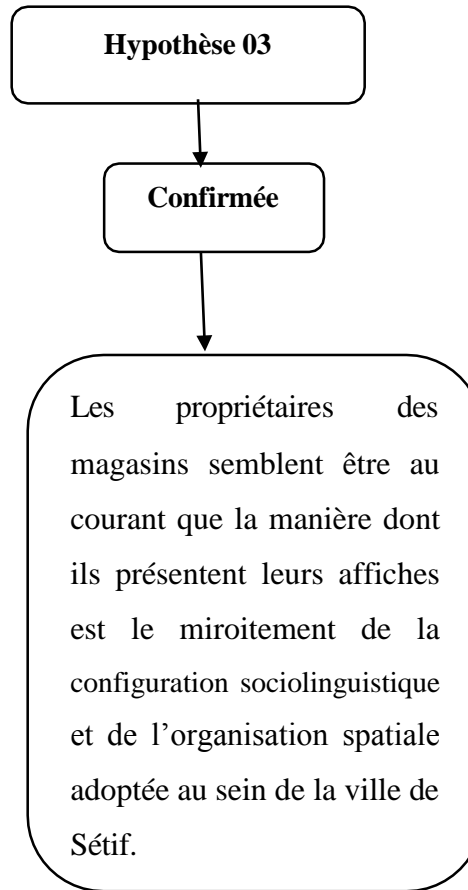 Hypothèse 03
Confirmée
Les propriétaires des
magasins semblent être au
courant que la manière dont
ils présentent leurs affiches
est le miroitement de la
configuration sociolinguistique
et de l’organisation spatiale
adoptée au sein de la ville de
Sétif.